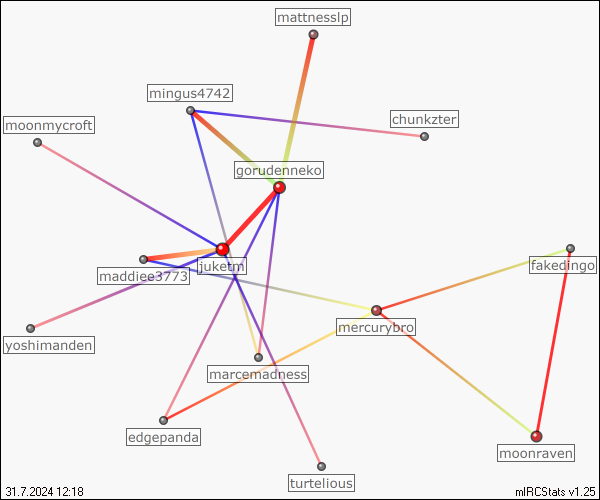 mattnesslp
mingus4742
chunkzter
moonmycroft
gorudenneko
juketm
fakedingo
maddiee3773
mercurybro
yoshimanden
marcemadness
edgepanda
moonraven
turtelious
31.7.2024 12:18
mIRCStats v1.25